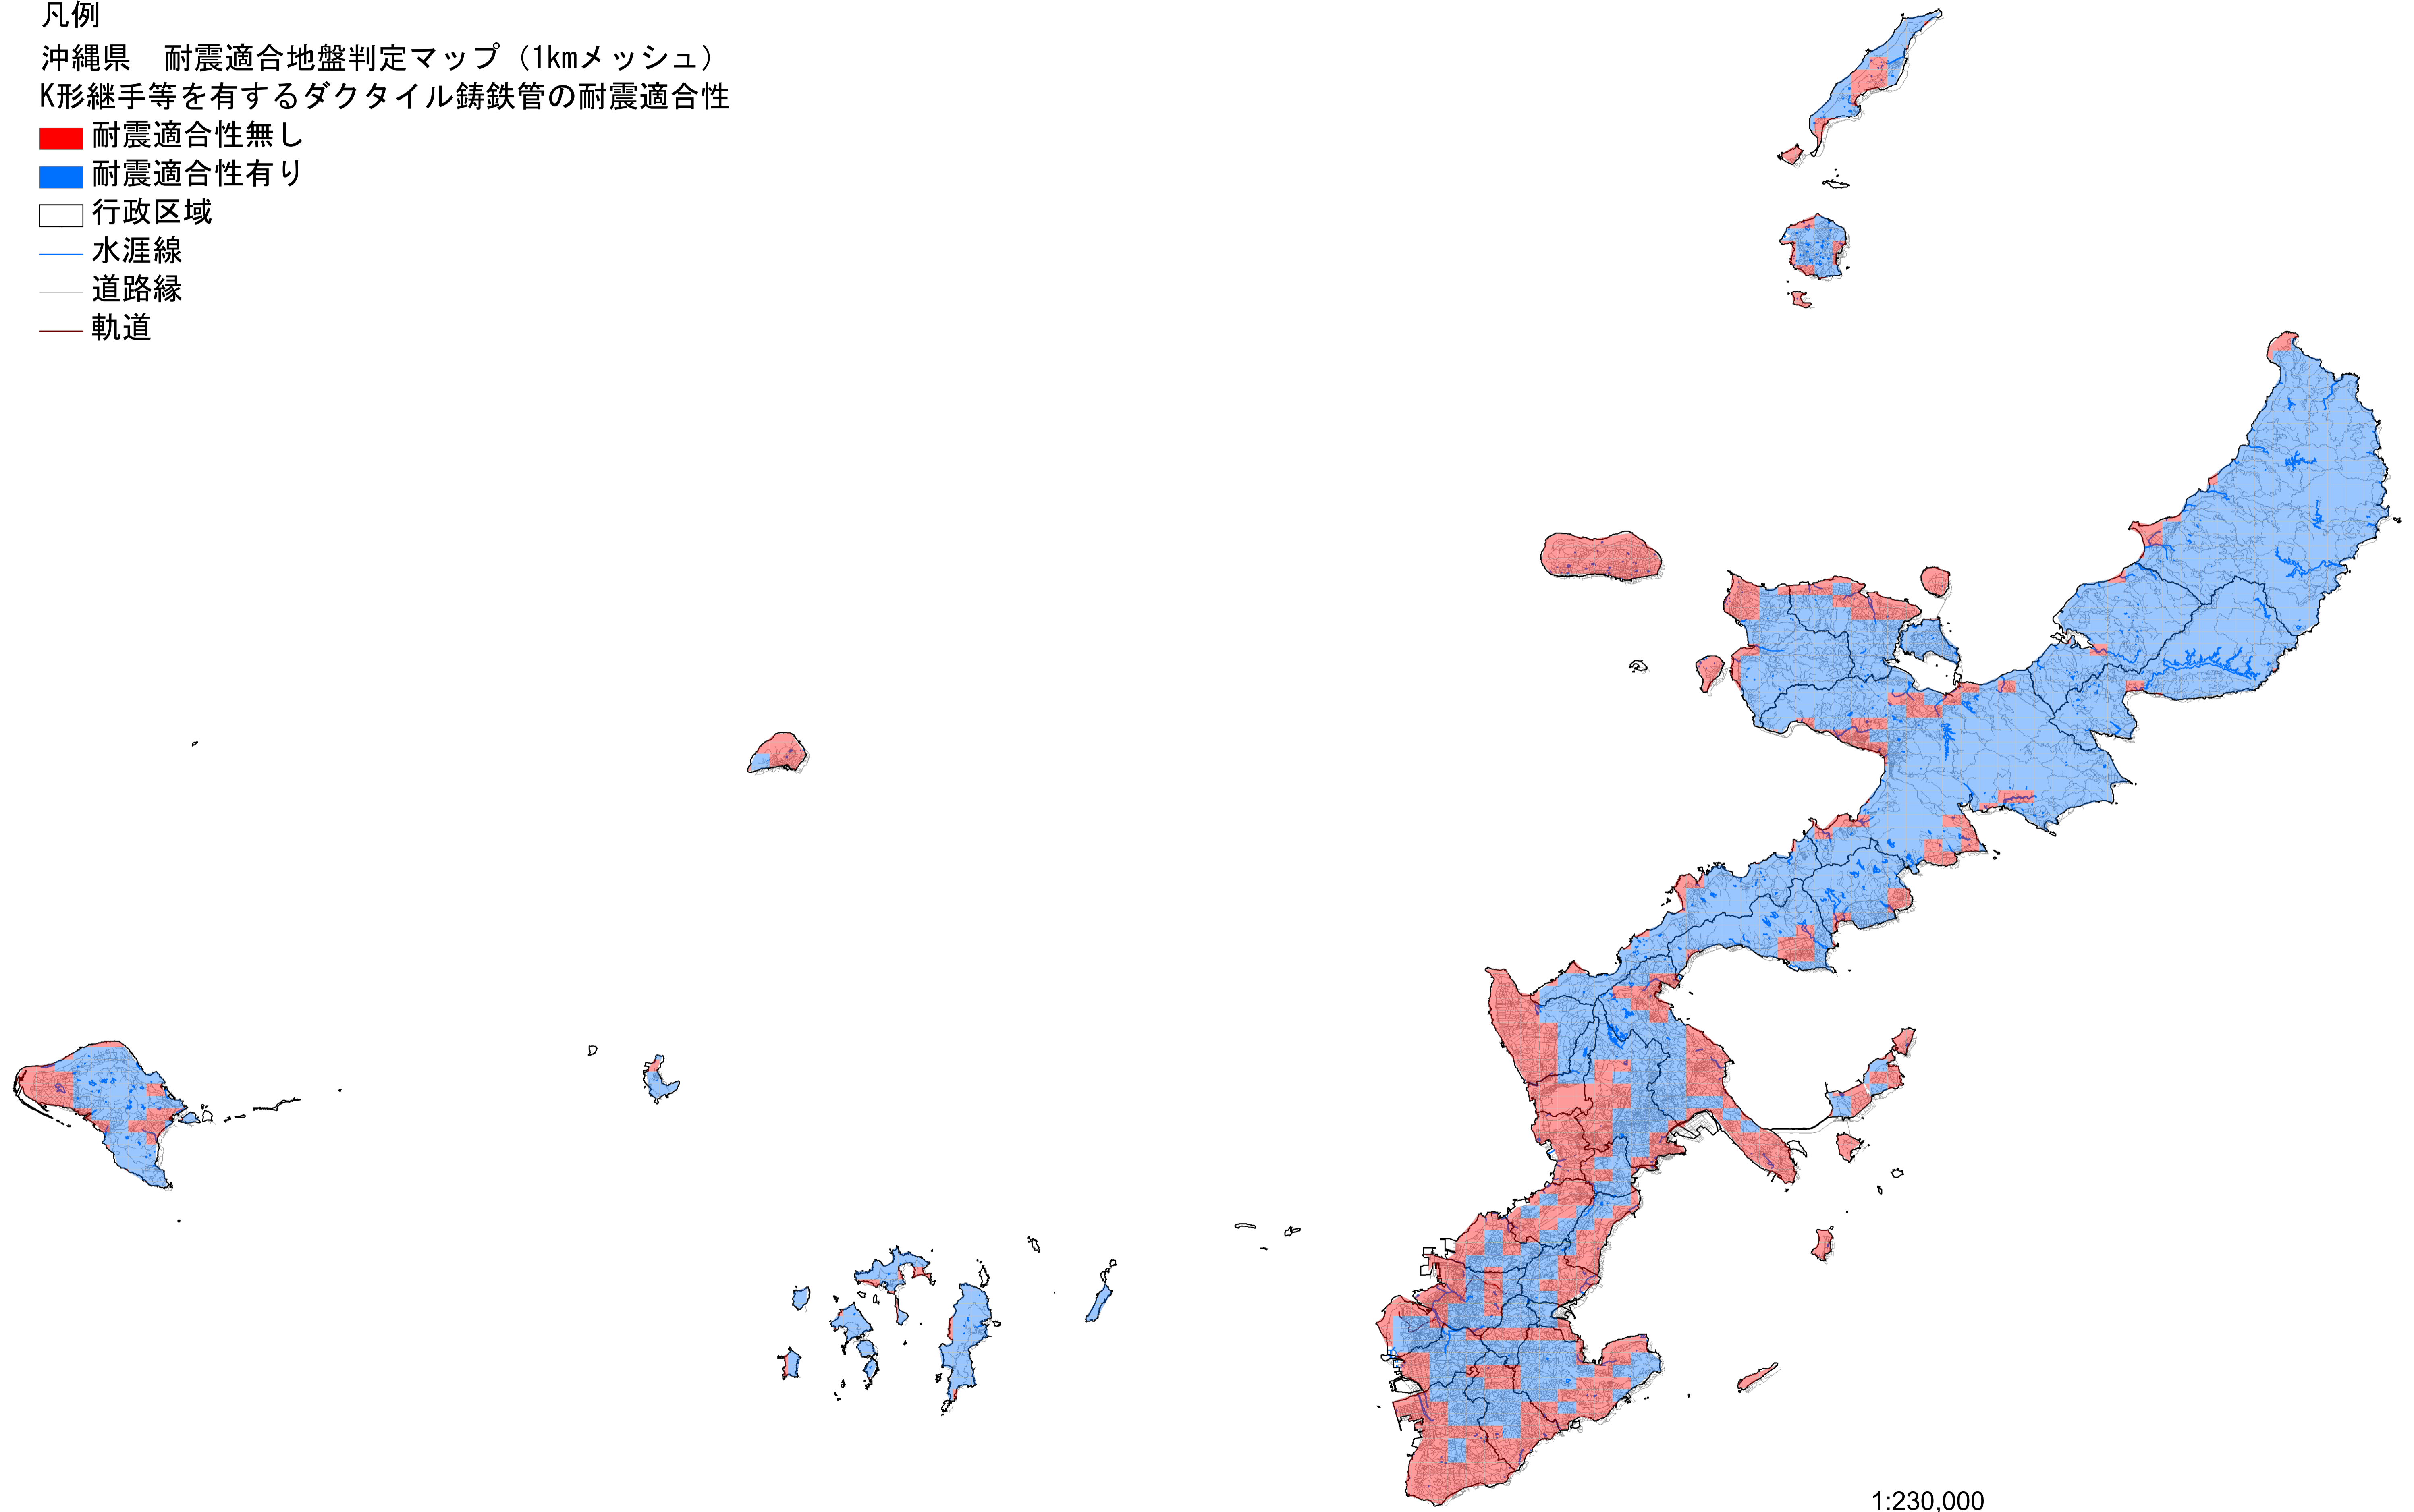 凡例
沖縄県　耐震適合地盤判定マップ（1kmメッシュ）
K形継手等を有するダクタイル鋳鉄管の耐震適合性
耐震適合性無し
耐震適合性有り
行政区域
水涯線
道路縁
軌道
1:230,000